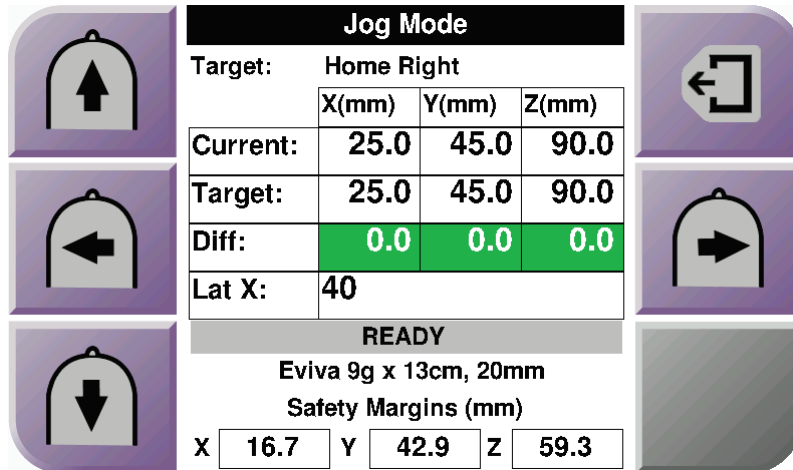 Jog Mode
Target: Home Right
X(mm) Y(mm) Z(mm)
Current: 25.0 45.0 90.0
Target: 25.0 45.0 90.0
Diff: 0.0 0.0 0.0
Lat X: 40
READY
Eviva 9g x 13cm, 20mm
Safety Margins (mm)
X 16.7 Y 42.9 Z 59.3